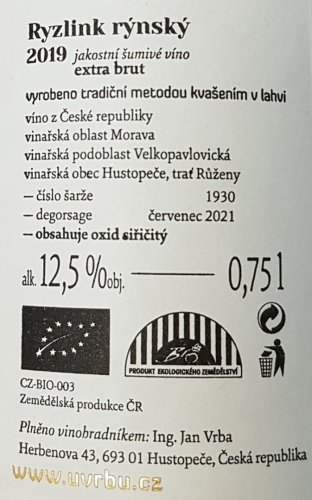 Ryzlink rýnský
2019 jakostní šumivé víno
extra brut
vyrobeno tradiční metodou kvašením v lahvi
víno z České republiky
vinařská oblast Morava
vinařská podoblast Velkopavlovická
vinařská obec Hustopeče, trať Růženy
– číslo šarže 1930
– degorsage červenec 2021
– obsahuje oxid siřičitý
alk. 12,5 %obj. 0,75 l
PRODUKT EKOLOGICKÉHO ZEMĚDĚLSTVÍ
CZ-BIO-003
Zemědělská produkce ČR
Plněno vinohradníkem: Ing. Jan Vrba
Herbenova 43, 693 01 Hustopeče, Česká republika
www.uvrbu.cz